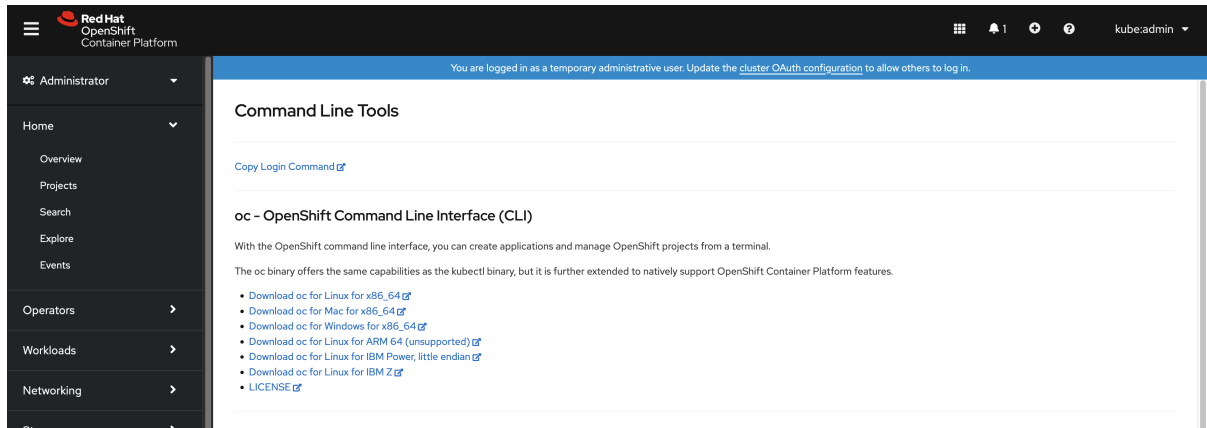 Red Hat
OpenShift
Container Platform
1
kube:admin
Administrator
You are logged in as a temporary administrative user. Update the cluster OAuth configuration to allow others to log in.
Home
Overview
Projects
Search
Explore
Events
Operators
Workloads
Networking
Command Line Tools
Copy Login Command
oc - OpenShift Command Line Interface (CLI)
With the OpenShift command line interface, you can create applications and manage OpenShift projects from a terminal.
The oc binary offers the same capabilities as the kubectl binary, but it is further extended to natively support OpenShift Container Platform features.
Download oc for Linux for x86_64
Download oc for Mac for x86_64
Download oc for Windows for x86_64
Download oc for Linux for ARM 64 (unsupported)
Download oc for Linux for IBM Power, little endian
Download oc for Linux for IBM Z
LICENSE